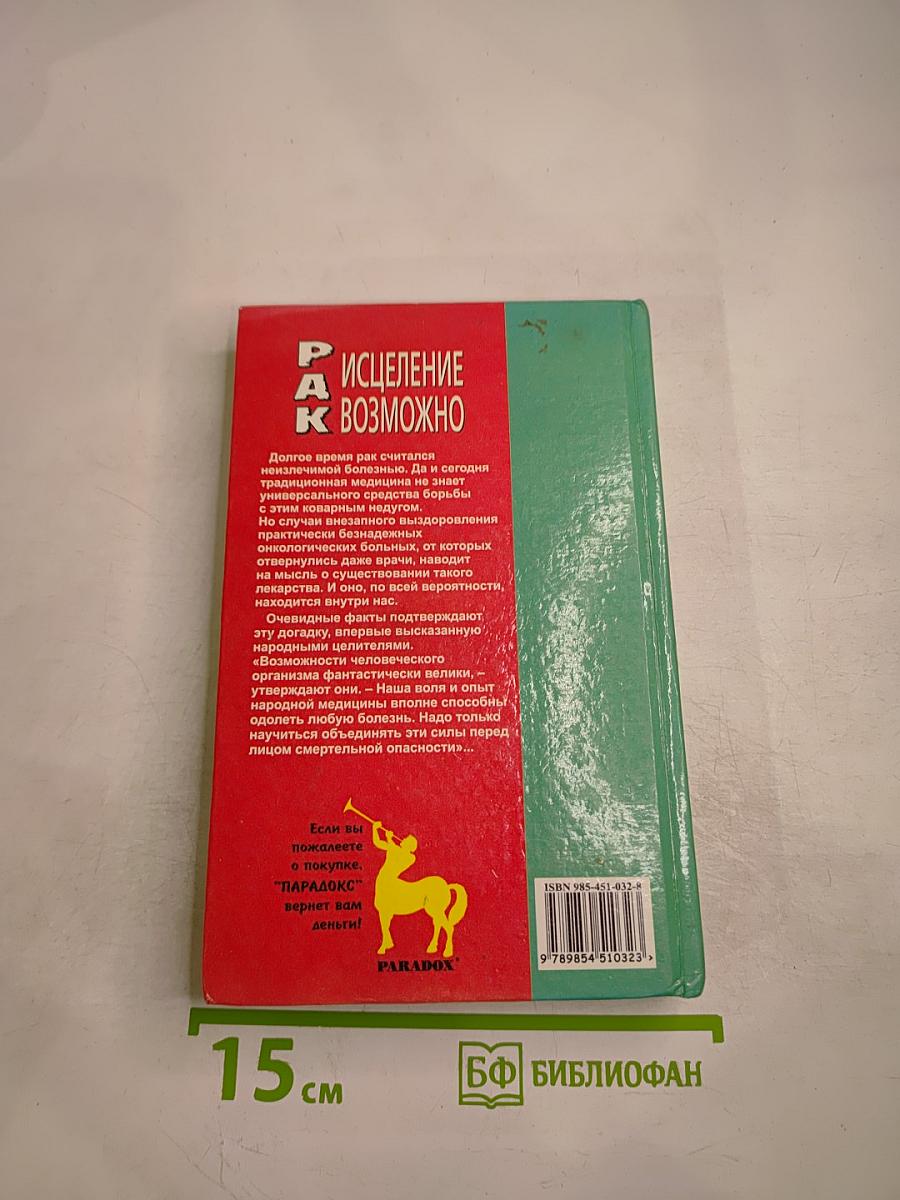 РАК
ИСЦЕЛЕНИЕ
ВОЗМОЖНО
Долгое время рак считался
неизлечимой болезнью. Да и сегодня
традиционная медицина не знает
универсального средства борьбы
с этим коварным недугом.
Но случаи внезапного выздоровления
практически безнадежных
онкологических больных, от которых
отвернулись даже врачи, наводит
на мысль о существовании такого
лекарства. И оно, по всей вероятности,
находится внутри нас.
Очевидные факты подтверждают
эту догадку, впервые высказанную
народными целителями.
«Возможности человеческого
организма фантастически велики, –
утверждают они. – Наша воля и опыт
народной медицины вполне способны
одолеть любую болезнь. Надо только
научиться объединять эти силы перед
лицом смертельной опасности»...
Если вы
пожалеете
о покупке,
"ПАРАДОКС"
вернет вам
деньги!
PARADOX®
ISBN 985-451-032-8
9 789854 510323 >
15 см
БФ БИБЛИОФАН